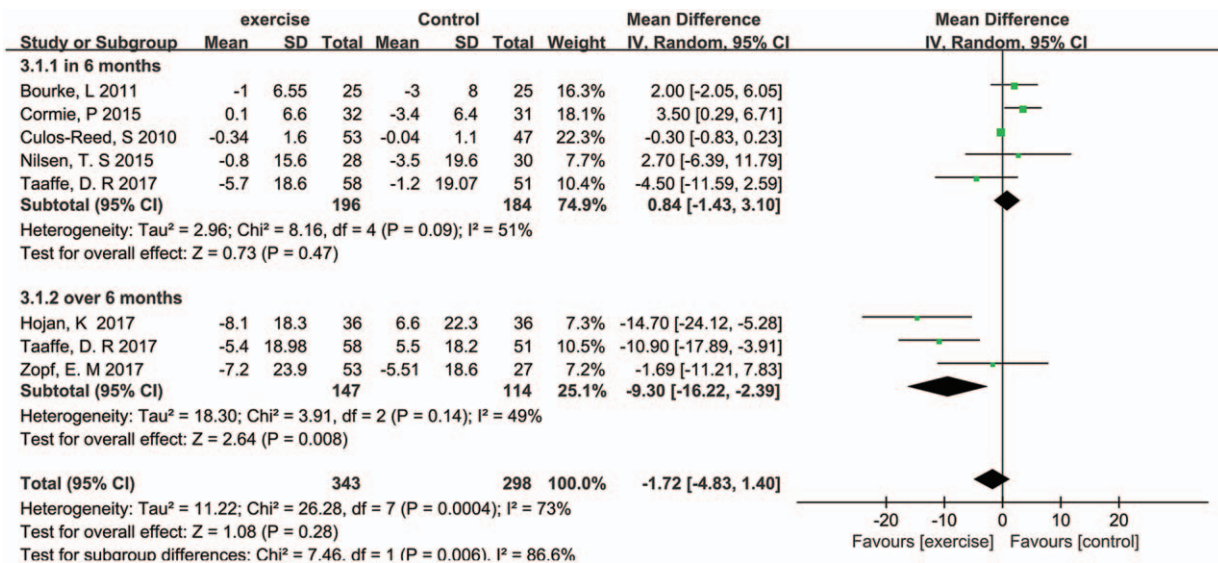 exercise Control Mean Difference Mean Difference
Study or Subgroup Mean SD Total Mean SD Total Weight IV, Random, 95% CI IV, Random, 95% CI
3.1.1 in 6 months
Bourke, L 2011 -1 6.55 25 -3 8 25 16.3% 2.00 [-2.05, 6.05]
Cormie, P 2015 0.1 6.6 32 -3.4 6.4 31 18.1% 3.50 [0.29, 6.71]
Culos-Reed, S 2010 -0.34 1.6 53 -0.04 1.1 47 22.3% -0.30 [-0.83, 0.23]
Nilsen, T. S 2015 -0.8 15.6 28 -3.5 19.6 30 7.7% 2.70 [-6.39, 11.79]
Taaffe, D. R 2017 -5.7 18.6 58 -1.2 19.07 51 10.4% -4.50 [-11.59, 2.59]
Subtotal (95% CI) 196 184 74.9% 0.84 [-1.43, 3.10]
Heterogeneity: Tau² = 2.96; Chi² = 8.16, df = 4 (P = 0.09); I² = 51%
Test for overall effect: Z = 0.73 (P = 0.47)
3.1.2 over 6 months
Hojan, K 2017 -8.1 18.3 36 6.6 22.3 36 7.3% -14.70 [-24.12, -5.28]
Taaffe, D. R 2017 -5.4 18.98 58 5.5 18.2 51 10.5% -10.90 [-17.89, -3.91]
Zopf, E. M 2017 -7.2 23.9 53 -5.51 18.6 27 7.2% -1.69 [-11.21, 7.83]
Subtotal (95% CI) 147 114 25.1% -9.30 [-16.22, -2.39]
Heterogeneity: Tau² = 18.30; Chi² = 3.91, df = 2 (P = 0.14); I² = 49%
Test for overall effect: Z = 2.64 (P = 0.008)
Total (95% CI) 343 298 100.0% -1.72 [-4.83, 1.40]
Heterogeneity: Tau² = 11.22; Chi² = 26.28, df = 7 (P = 0.0004); I² = 73%
Test for overall effect: Z = 1.08 (P = 0.28)
Test for subgroup differences: Chi² = 7.46, df = 1 (P = 0.006), I² = 86.6%
-20 -10 0 10 20
Favours [exercise] Favours [control]